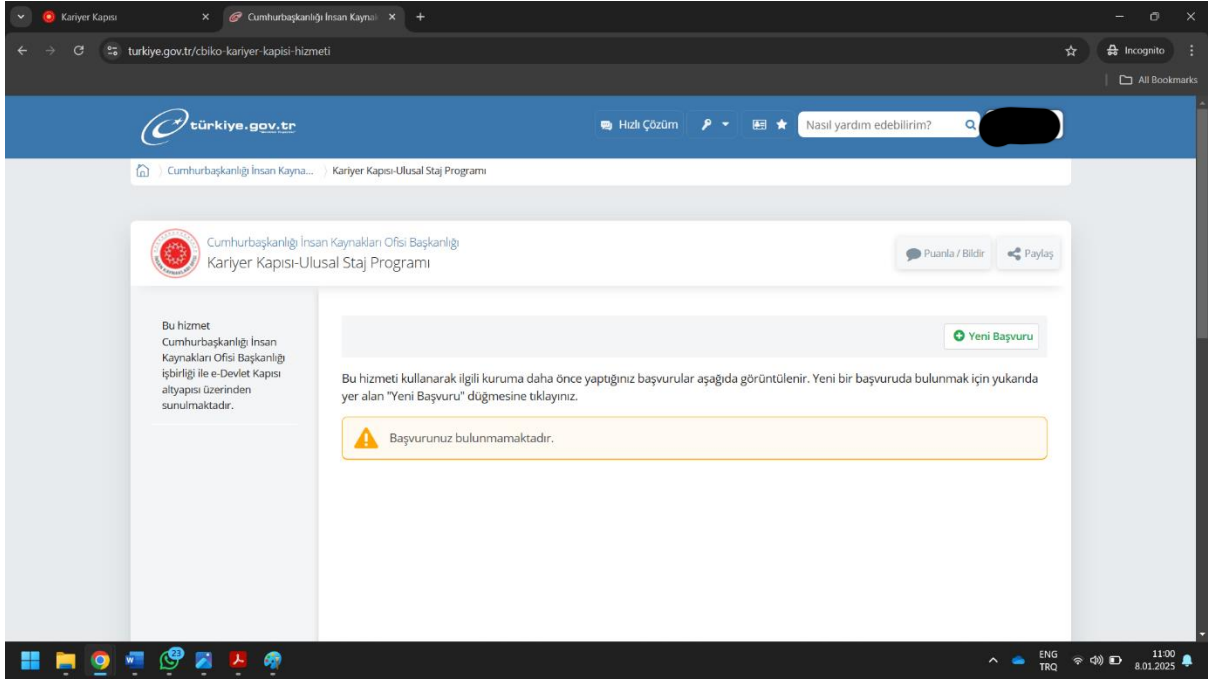 Kariyer Kapısı
Cumhurbaşkanlığı İnsan Kaynak
turkiye.gov.tr/cbiko-kariyer-kapisi-hizmeti
Incognito
All Bookmarks
türkiye.gov.tr
Hızlı Çözüm
Nasıl yardım edebilirim?
Cumhurbaşkanlığı İnsan Kayna...
Kariyer Kapısı-Ulusal Staj Programı
Cumhurbaşkanlığı İnsan Kaynakları Ofisi Başkanlığı
Kariyer Kapısı-Ulusal Staj Programı
Puanla / Bildir
Paylaş
Bu hizmet
Cumhurbaşkanlığı İnsan
Kaynakları Ofisi Başkanlığı
işbirliği ile e-Devlet Kapısı
altyapısı üzerinden
sunulmaktadır.
Yeni Başvuru
Bu hizmeti kullanarak ilgili kuruma daha önce yaptığınız başvurular aşağıda görüntülenir. Yeni bir başvuruda bulunmak için yukarıda
yer alan "Yeni Başvuru" düğmesine tıklayınız.
Başvurunuz bulunmamaktadır.
23
ENG
TRQ
11:00
8.01.2025